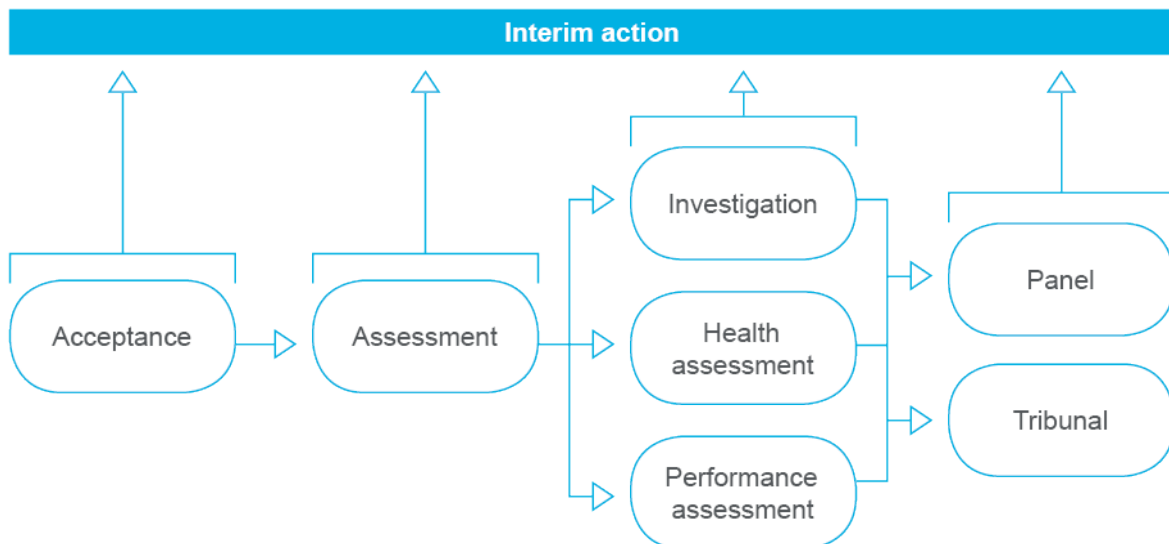 Interim action
Acceptance
Assessment
Investigation
Health
assessment
Performance
assessment
Panel
Tribunal